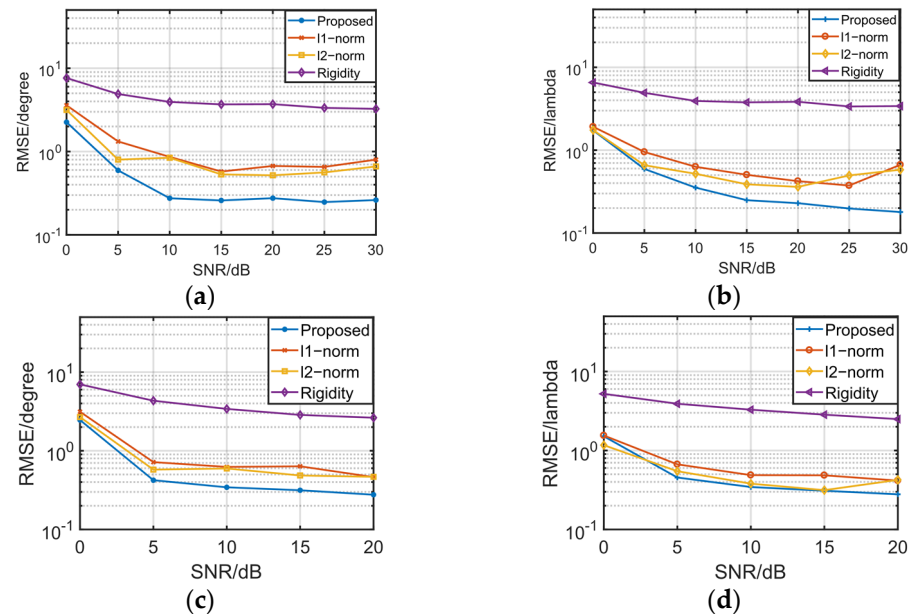 Proposed
l1-norm
l2-norm
Rigidity
RMSE/degree
10^1
10^0
10^-1
0 5 10 15 20 25 30
SNR/dB
(a)
Proposed
l1-norm
l2-norm
Rigidity
RMSE/lambda
10^1
10^0
10^-1
0 5 10 15 20 25 30
SNR/dB
(b)
Proposed
l1-norm
l2-norm
Rigidity
RMSE/degree
10^1
10^0
10^-1
0 5 10 15 20
SNR/dB
(c)
Proposed
l1-norm
l2-norm
Rigidity
RMSE/lambda
10^1
10^0
10^-1
0 5 10 15 20
SNR/dB
(d)